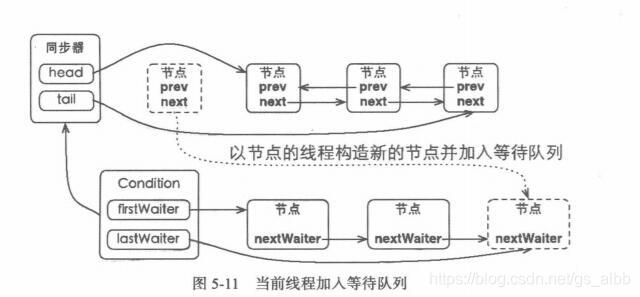 同步器
head
tail
节点
prev
next
节点
prev
next
节点
prev
next
节点
prev
next
以节点的线程构造新的节点并加入等待队列
Condition
firstWaiter
lastWaiter
节点
nextWaiter
节点
nextWaiter
节点
nextWaiter
图 5-11 当前线程加入等待队列
https://blog.csdn.net/gs_albb